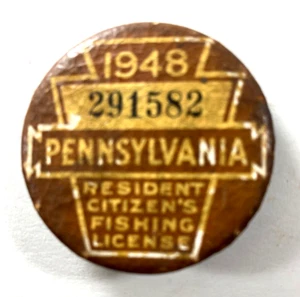 1948
291582
PENNSYLVANIA
RESIDENT
CITIZEN'S
FISHING
LICENSE